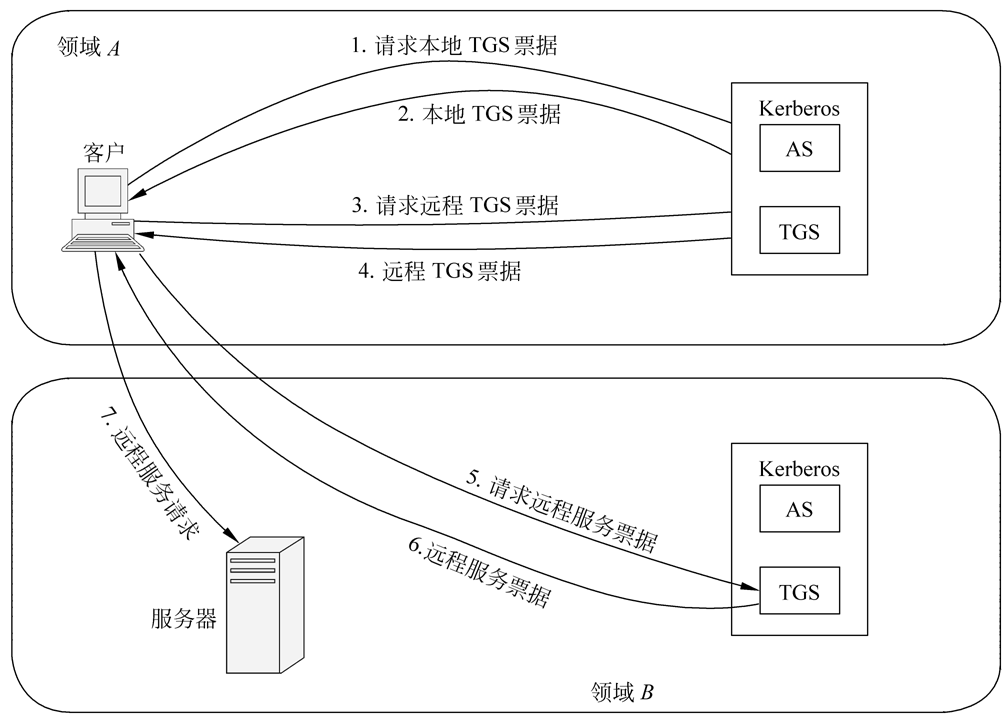 领域 A
1. 请求本地 TGS 票据
2. 本地 TGS 票据
客户
Kerberos
AS
3. 请求远程 TGS 票据
TGS
4. 远程 TGS 票据
7. 远程服务请求
5. 请求远程服务票据
6.远程服务票据
Kerberos
AS
TGS
服务器
领域 B